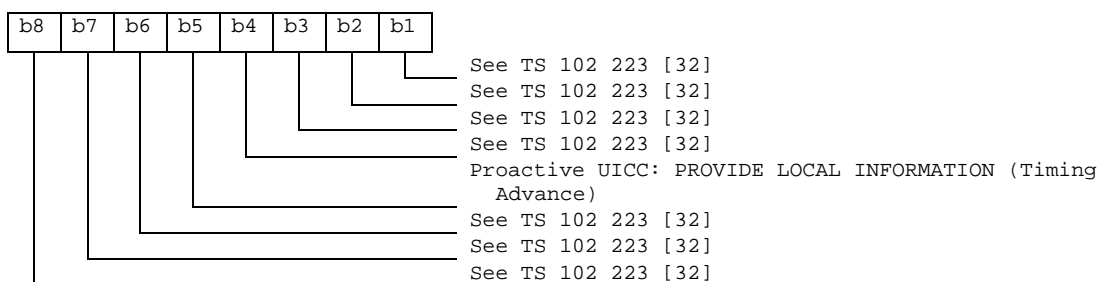 b8 b7 b6 b5 b4 b3 b2 b1
See TS 102 223 [32]
See TS 102 223 [32]
See TS 102 223 [32]
See TS 102 223 [32]
Proactive UICC: PROVIDE LOCAL INFORMATION (Timing
Advance)
See TS 102 223 [32]
See TS 102 223 [32]
See TS 102 223 [32]